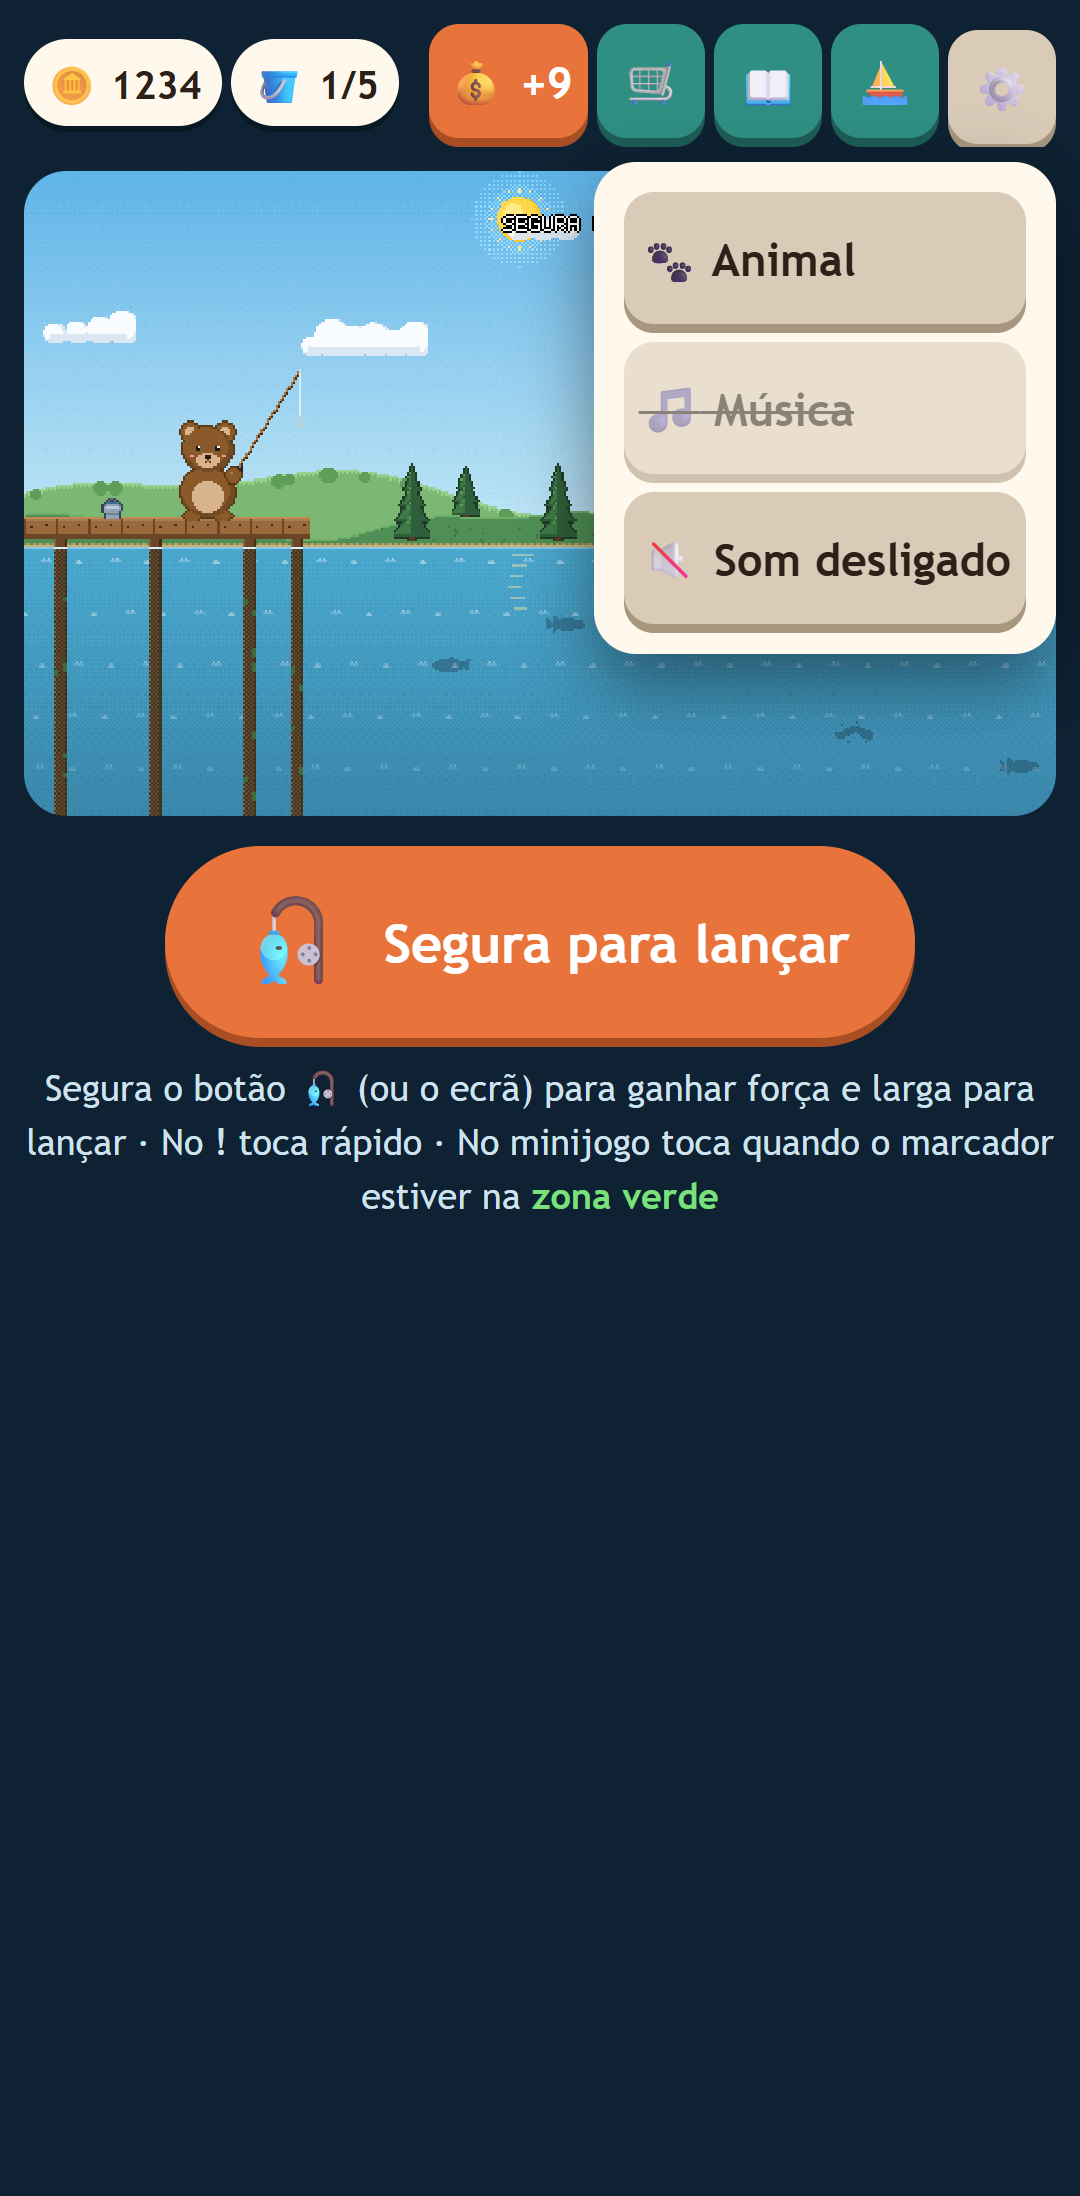 1234
1/5
+9
SEGURA
Animal
Música
Som desligado
Segura para lançar
Segura o botão (ou o ecrã) para ganhar força e larga para
lançar · No ! toca rápido · No minijogo toca quando o marcador
estiver na zona verde